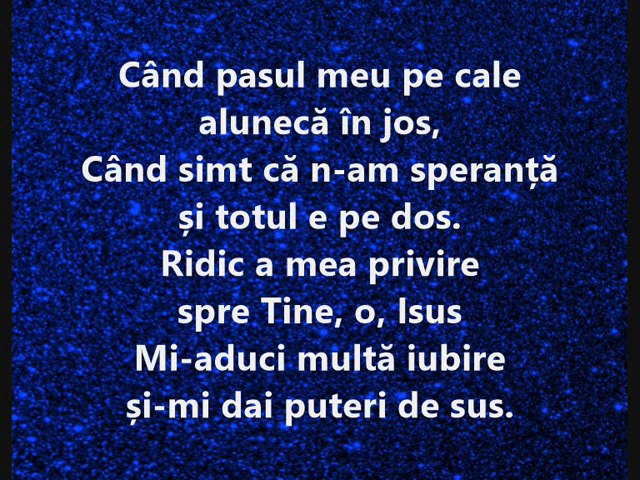 Când pasul meu pe cale
alunecă în jos,
Când simt că n-am speranță
și totul e pe dos.
Ridic a mea privire
spre Tine, o, Isus
Mi-aduci multă iubire
și-mi dai puteri de sus.